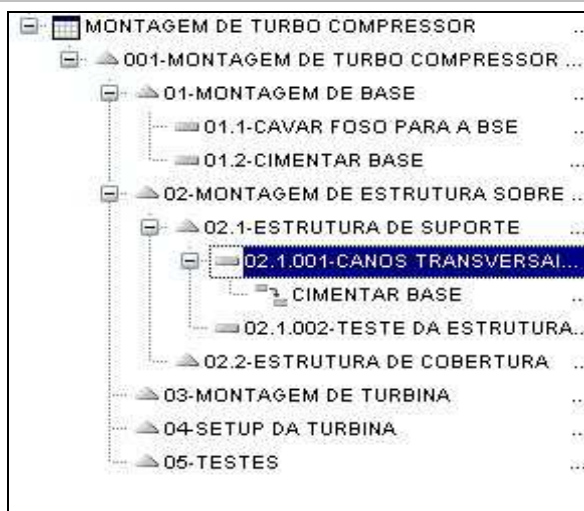 MONTAGEM DE TURBO COMPRESSOR ..
001-MONTAGEM DE TURBO COMPRESSOR ...
01-MONTAGEM DE BASE ..
01.1-CAVAR FOSO PARA A BSE ..
01.2-CIMENTAR BASE ..
02-MONTAGEM DE ESTRUTURA SOBRE ..
02.1-ESTRUTURA DE SUPORTE ...
02.1.001-CANOS TRANSVERSAI...
CIMENTAR BASE ..
02.1.002-TESTE DA ESTRUTURA...
02.2-ESTRUTURA DE COBERTURA ..
03-MONTAGEM DE TURBINA ..
04-SETUP DA TURBINA ..
05-TESTES ...